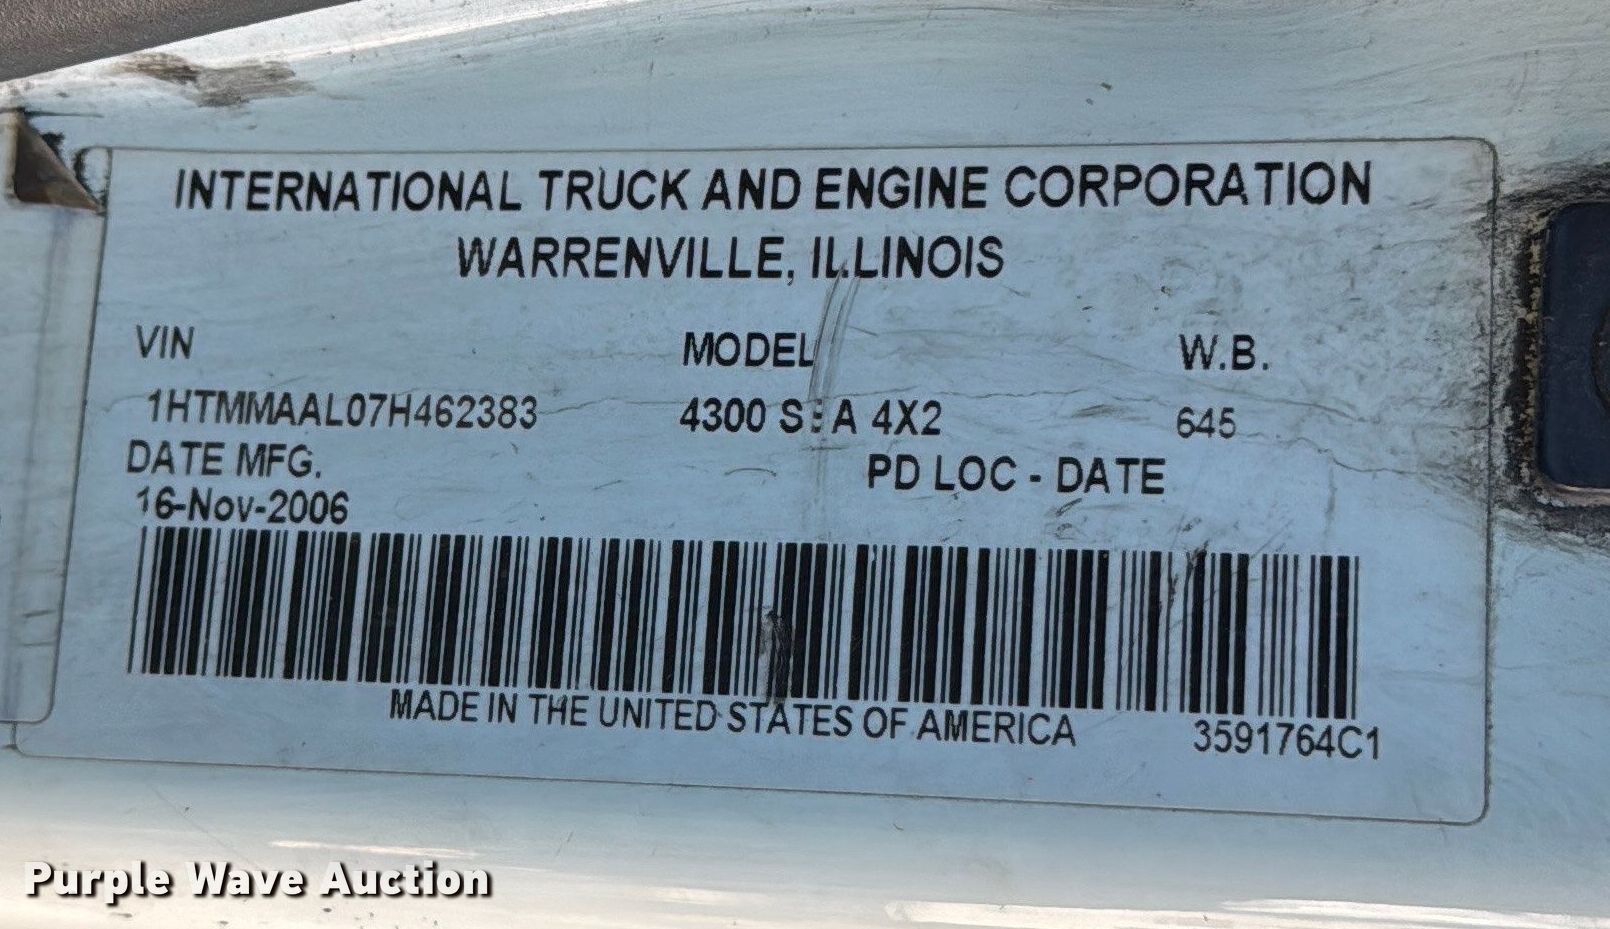 INTERNATIONAL TRUCK AND ENGINE CORPORATION
WARRENVILLE, ILLINOIS
VIN MODEL W.B.
1HTMMAAL07H462383 4300 SBA 4X2 645
DATE MFG. PD LOC - DATE
16-Nov-2006
MADE IN THE UNITED STATES OF AMERICA 3591764C1
Purple Wave Auction